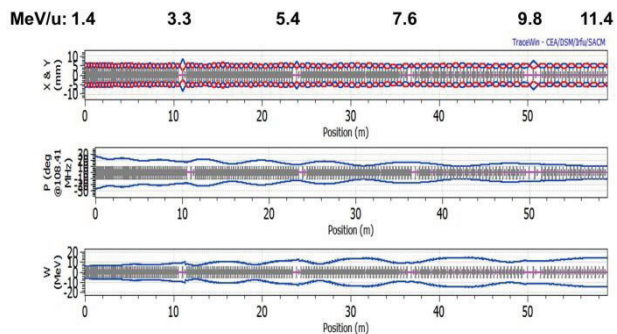 MeV/u: 1.4 3.3 5.4 7.6 9.8 11.4
TraceWin - CEA/DSM/Irfu/SACM
X & Y
(mm)
10
5
0
-5
-10
0 10 20 30 40 50
Position (m)
P (deg
@108.41
MHz)
0 10 20 30 40 50
Position (m)
W
(MeV)
20
10
0
-10
-20
0 10 20 30 40 50
Position (m)